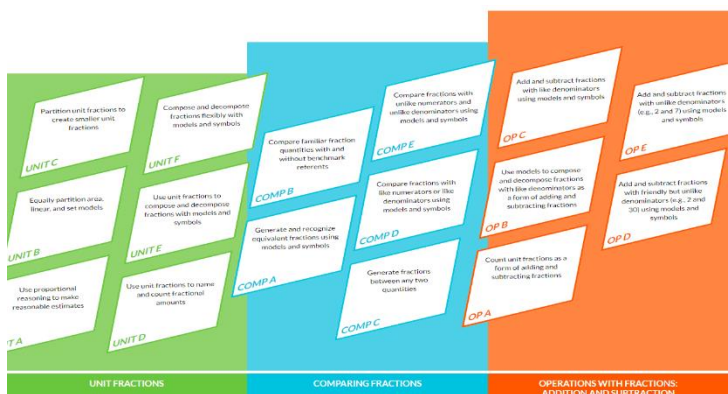 Partition unit fractions to
create smaller unit
fractions
UNIT C
Compose and decompose
fractions flexibly with
models and symbols
UNIT F
Equally partition area,
linear, and set models
UNIT B
Use unit fractions to
compose and decompose
fractions with models and
symbols
UNIT E
Use proportional
reasoning to make
reasonable estimates
IT A
Use unit fractions to name
and count fractional
amounts
UNIT D
Compare familiar fraction
quantities with and
without benchmark
referents
COMP B
Compare fractions with
unlike numerators and
unlike denominators using
models and symbols
COMP E
Generate and recognize
equivalent fractions using
models and symbols
COMP A
Compare fractions with
like numerators or like
denominators using
models and symbols
COMP D
Generate fractions
between any two
quantities
COMP C
Add and subtract fractions
with like denominators
using models and symbols
OP C
Add and subtract fractions
with unlike denominators
(e.g., 2 and 7) using models
and symbols
OP E
Use models to compose
and decompose fractions
with like denominators as
a form of adding and
subtracting fractions
OP B
Add and subtract fractions
with friendly but unlike
denominators (e.g., 2 and
30) using models and
symbols
OP D
Count unit fractions as a
form of adding and
subtracting fractions
OP A
UNIT FRACTIONS
COMPARING FRACTIONS
OPERATIONS WITH FRACTIONS:
ADDITION AND SUBTRACTION